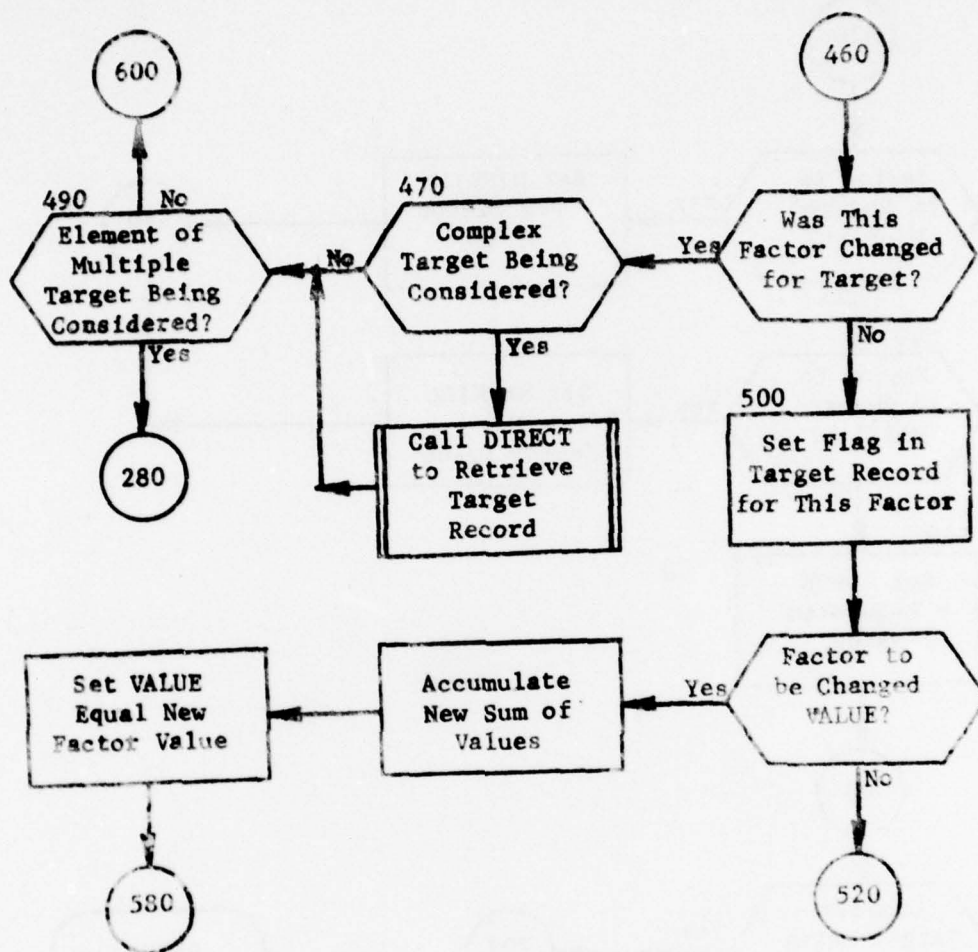 600
460
490
No
Element of
Multiple
Target Being
Considered?
Yes
280
470
Complex
Target Being
Considered?
No
Yes
Call DIRECT
to Retrieve
Target
Record
Was This
Factor Changed
for Target?
Yes
No
500
Set Flag in
Target Record
for This Factor
Factor to
be Changed
VALUE?
Yes
No
Accumulate
New Sum of
Values
Set VALUE
Equal New
Factor Value
580
520